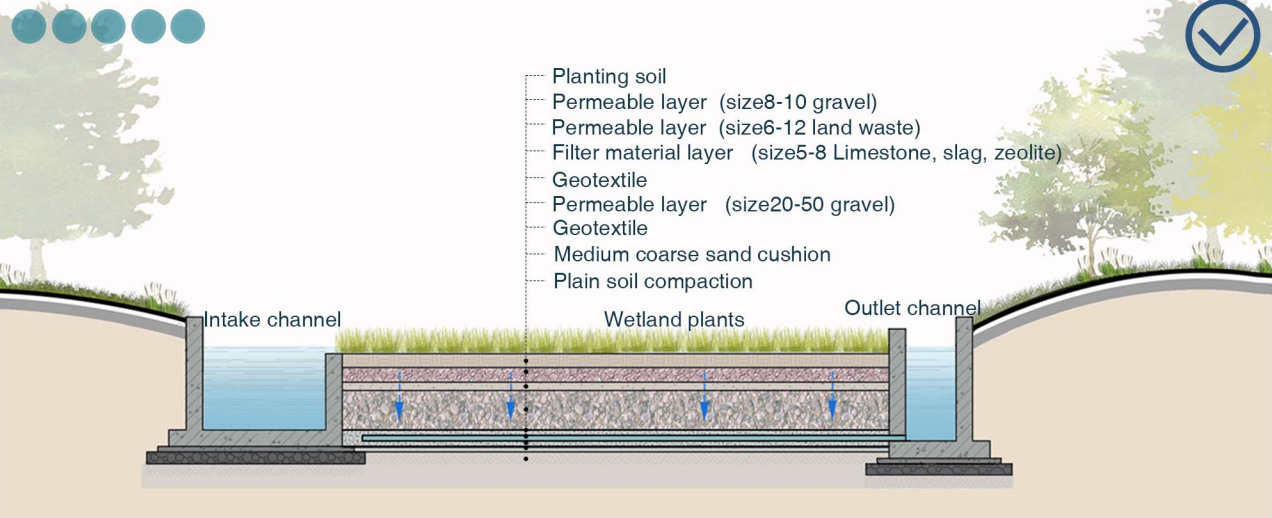 Planting soil
Permeable layer (size8-10 gravel)
Permeable layer (size6-12 land waste)
Filter material layer (size5-8 Limestone, slag, zeolite)
Geotextile
Permeable layer (size20-50 gravel)
Geotextile
Medium coarse sand cushion
Plain soil compaction
Intake channel
Wetland plants
Outlet channel